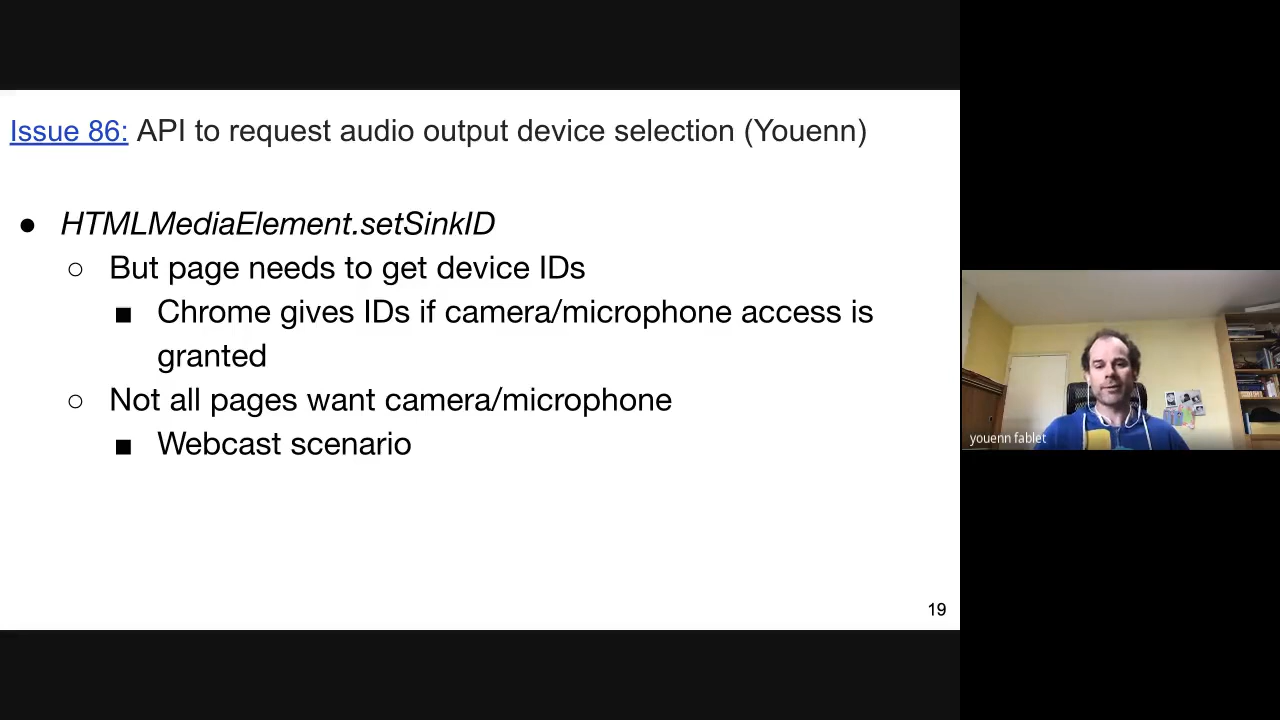 Issue 86: API to request audio output device selection (Youenn)
● HTMLMediaElement.setSinkID
○ But page needs to get device IDs
■ Chrome gives IDs if camera/microphone access is
granted
○ Not all pages want camera/microphone
■ Webcast scenario
19
youenn fablet